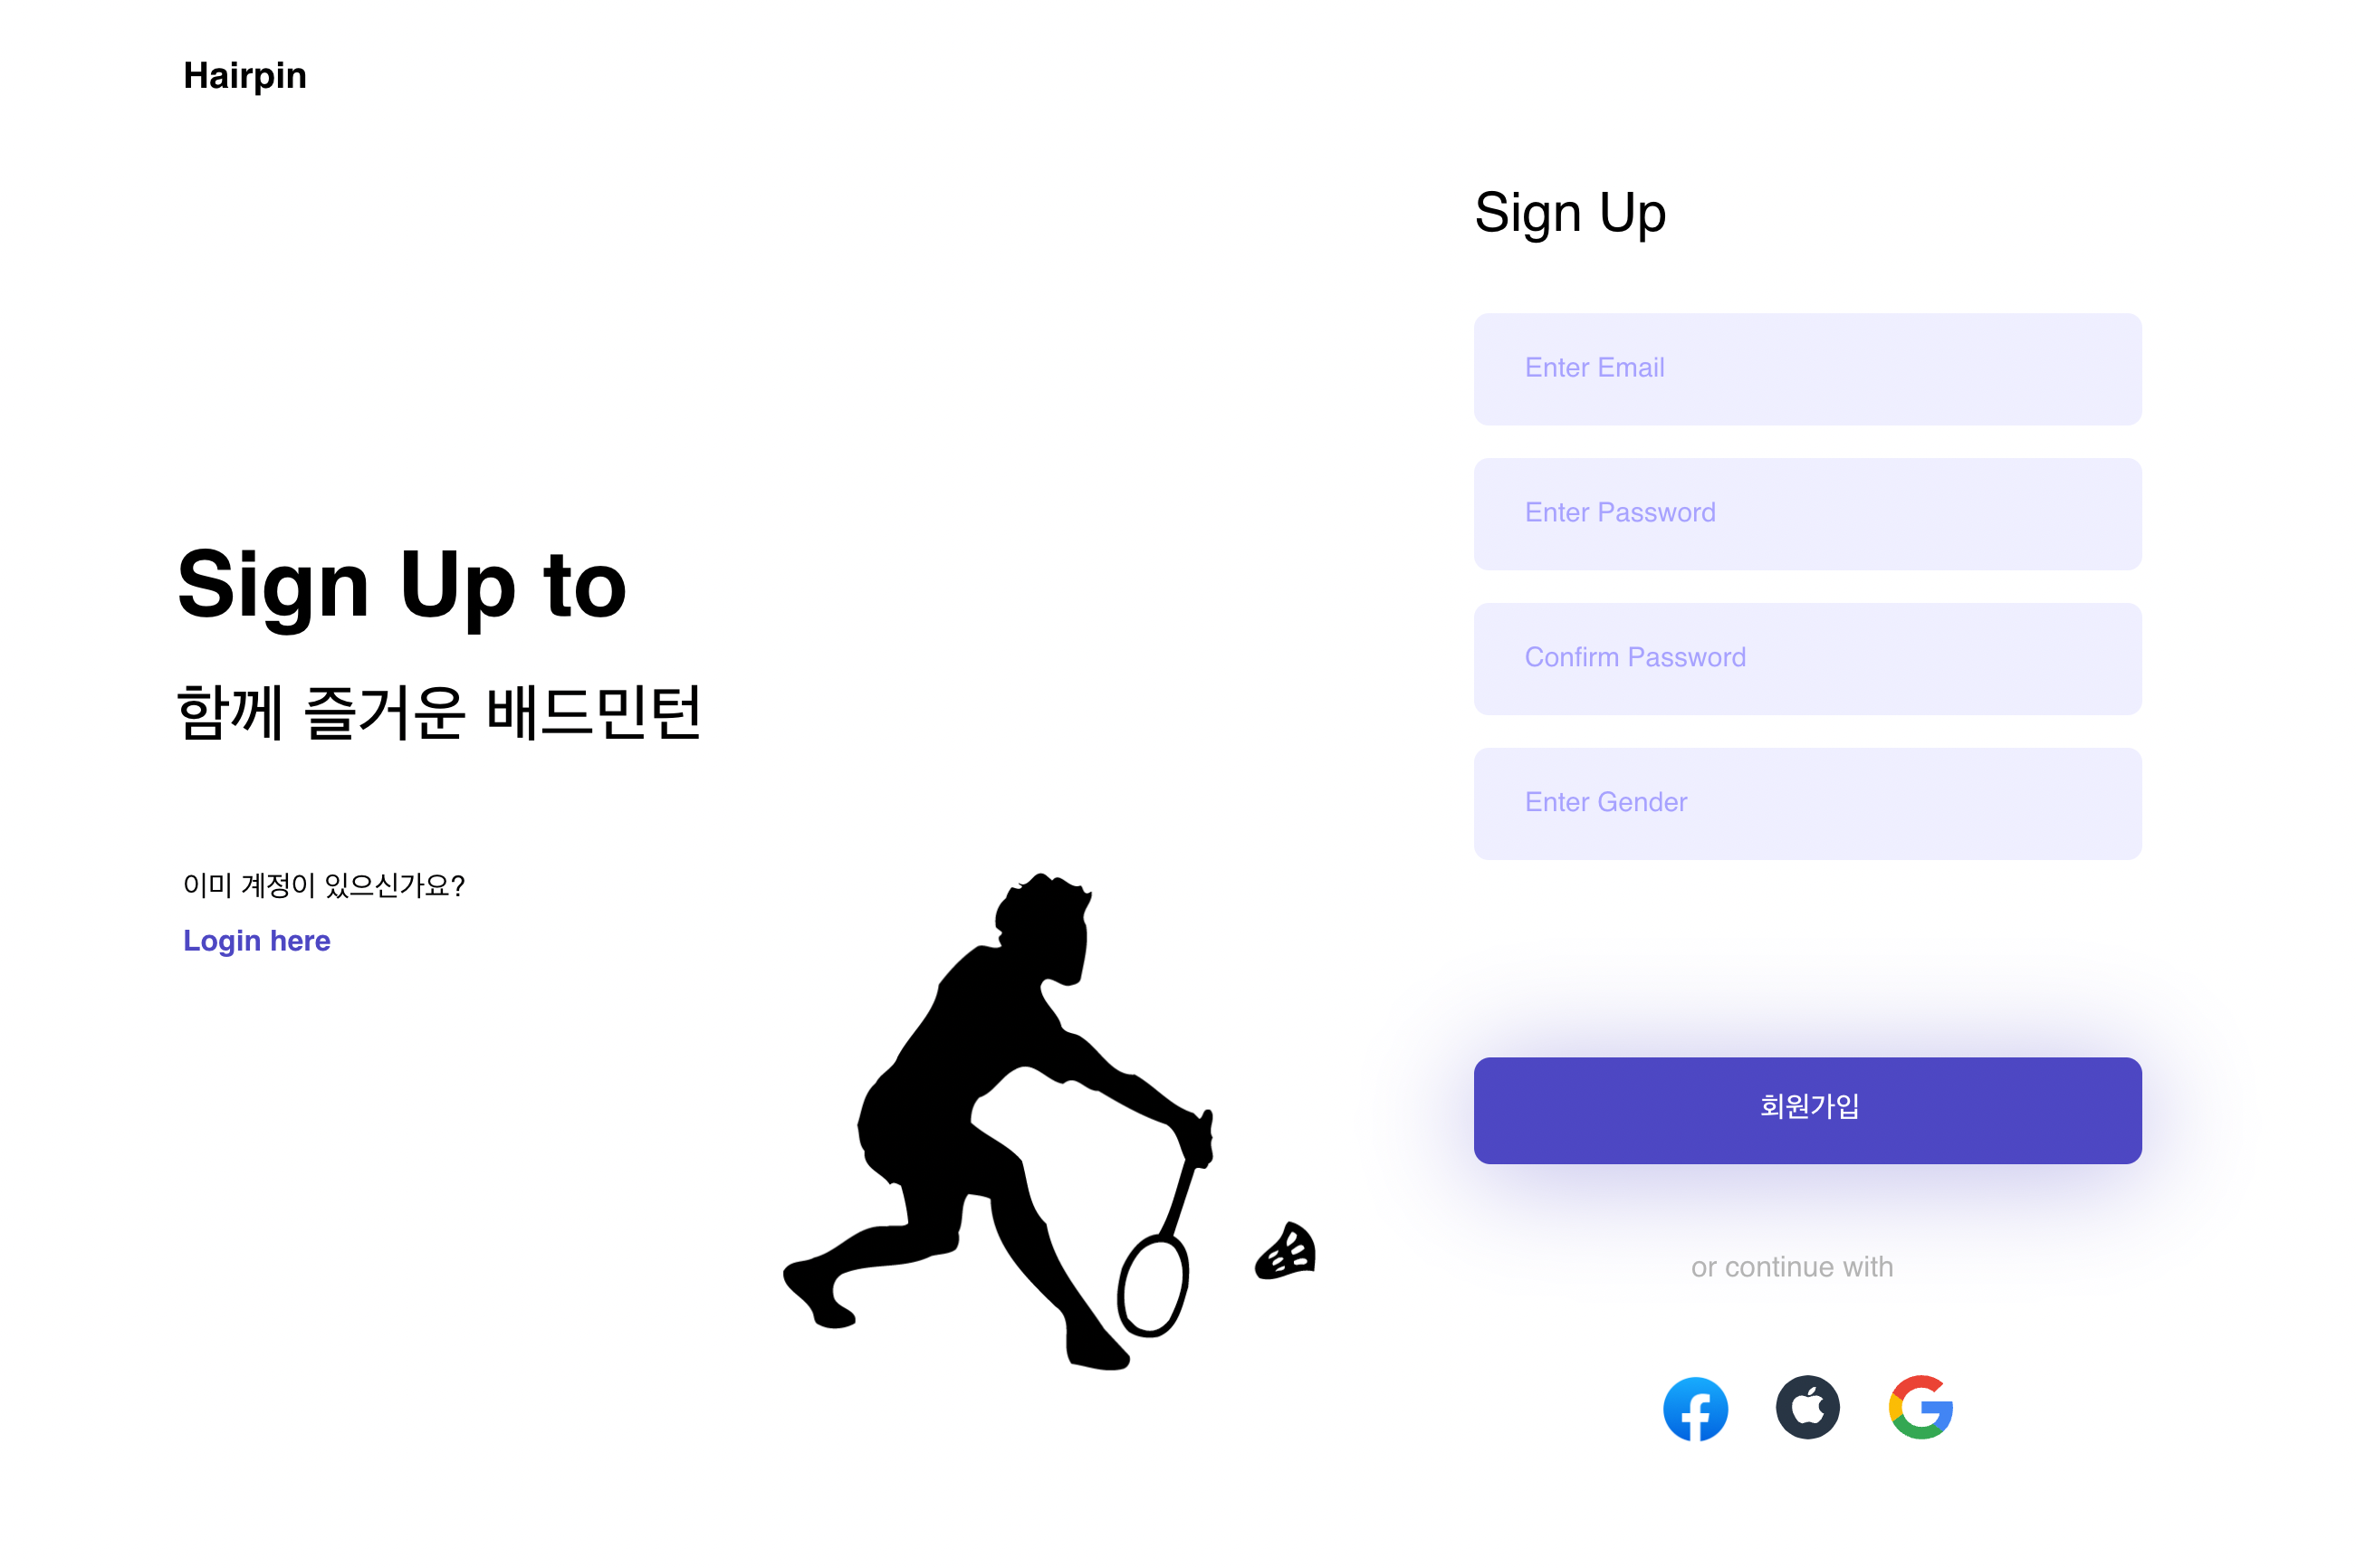 Hairpin
Sign Up to
함께 즐거운 배드민턴
이미 계정이 있으신가요?
Login here
Sign Up
Enter Email
Enter Password
Confirm Password
Enter Gender
회원가입
or continue with